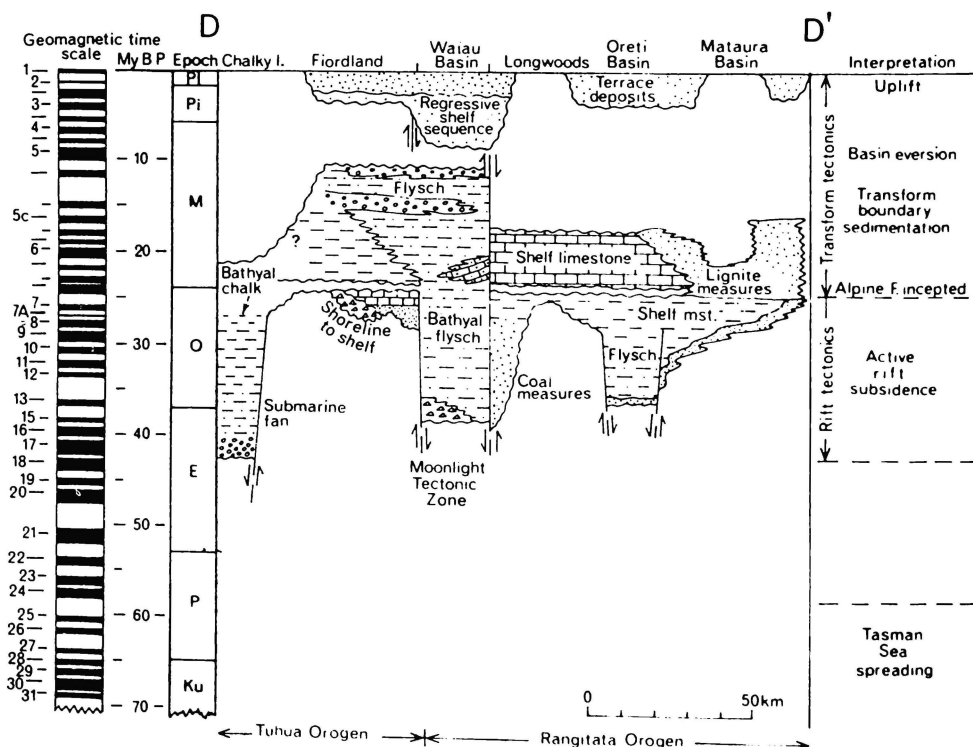 D
D'
Geomagnetic time
scale
My B P
Epoch
Chalky I.
Fiordland
Waiau
Basin
Longwoods
Oreti
Basin
Mataura
Basin
Interpretation
1
2
3
4
5
5c
6
7
7A
8
9
10
11
12
13
15
16
17
18
19
20
21
22
23
24
25
26
27
28
29
30
31
10
20
30
40
50
60
70
Pl
Pi
M
O
E
P
Ku
Regressive
shelf
sequence
Terrace
deposits
Flysch
?
Bathyal
chalk
Shelf limestone
Lignite
measures
Shoreline
to shelf
Bathyal
flysch
Shelf mst.
Flysch
Coal
measures
Submarine
fan
Moonlight
Tectonic
Zone
0
50km
Transform tectonics
Rift tectonics
Uplift
Basin eversion
Transform
boundary
sedimentation
Alpine F. incepted
Active
rift
subsidence
Tasman
Sea
spreading
Tuhua Orogen
Rangitata Orogen